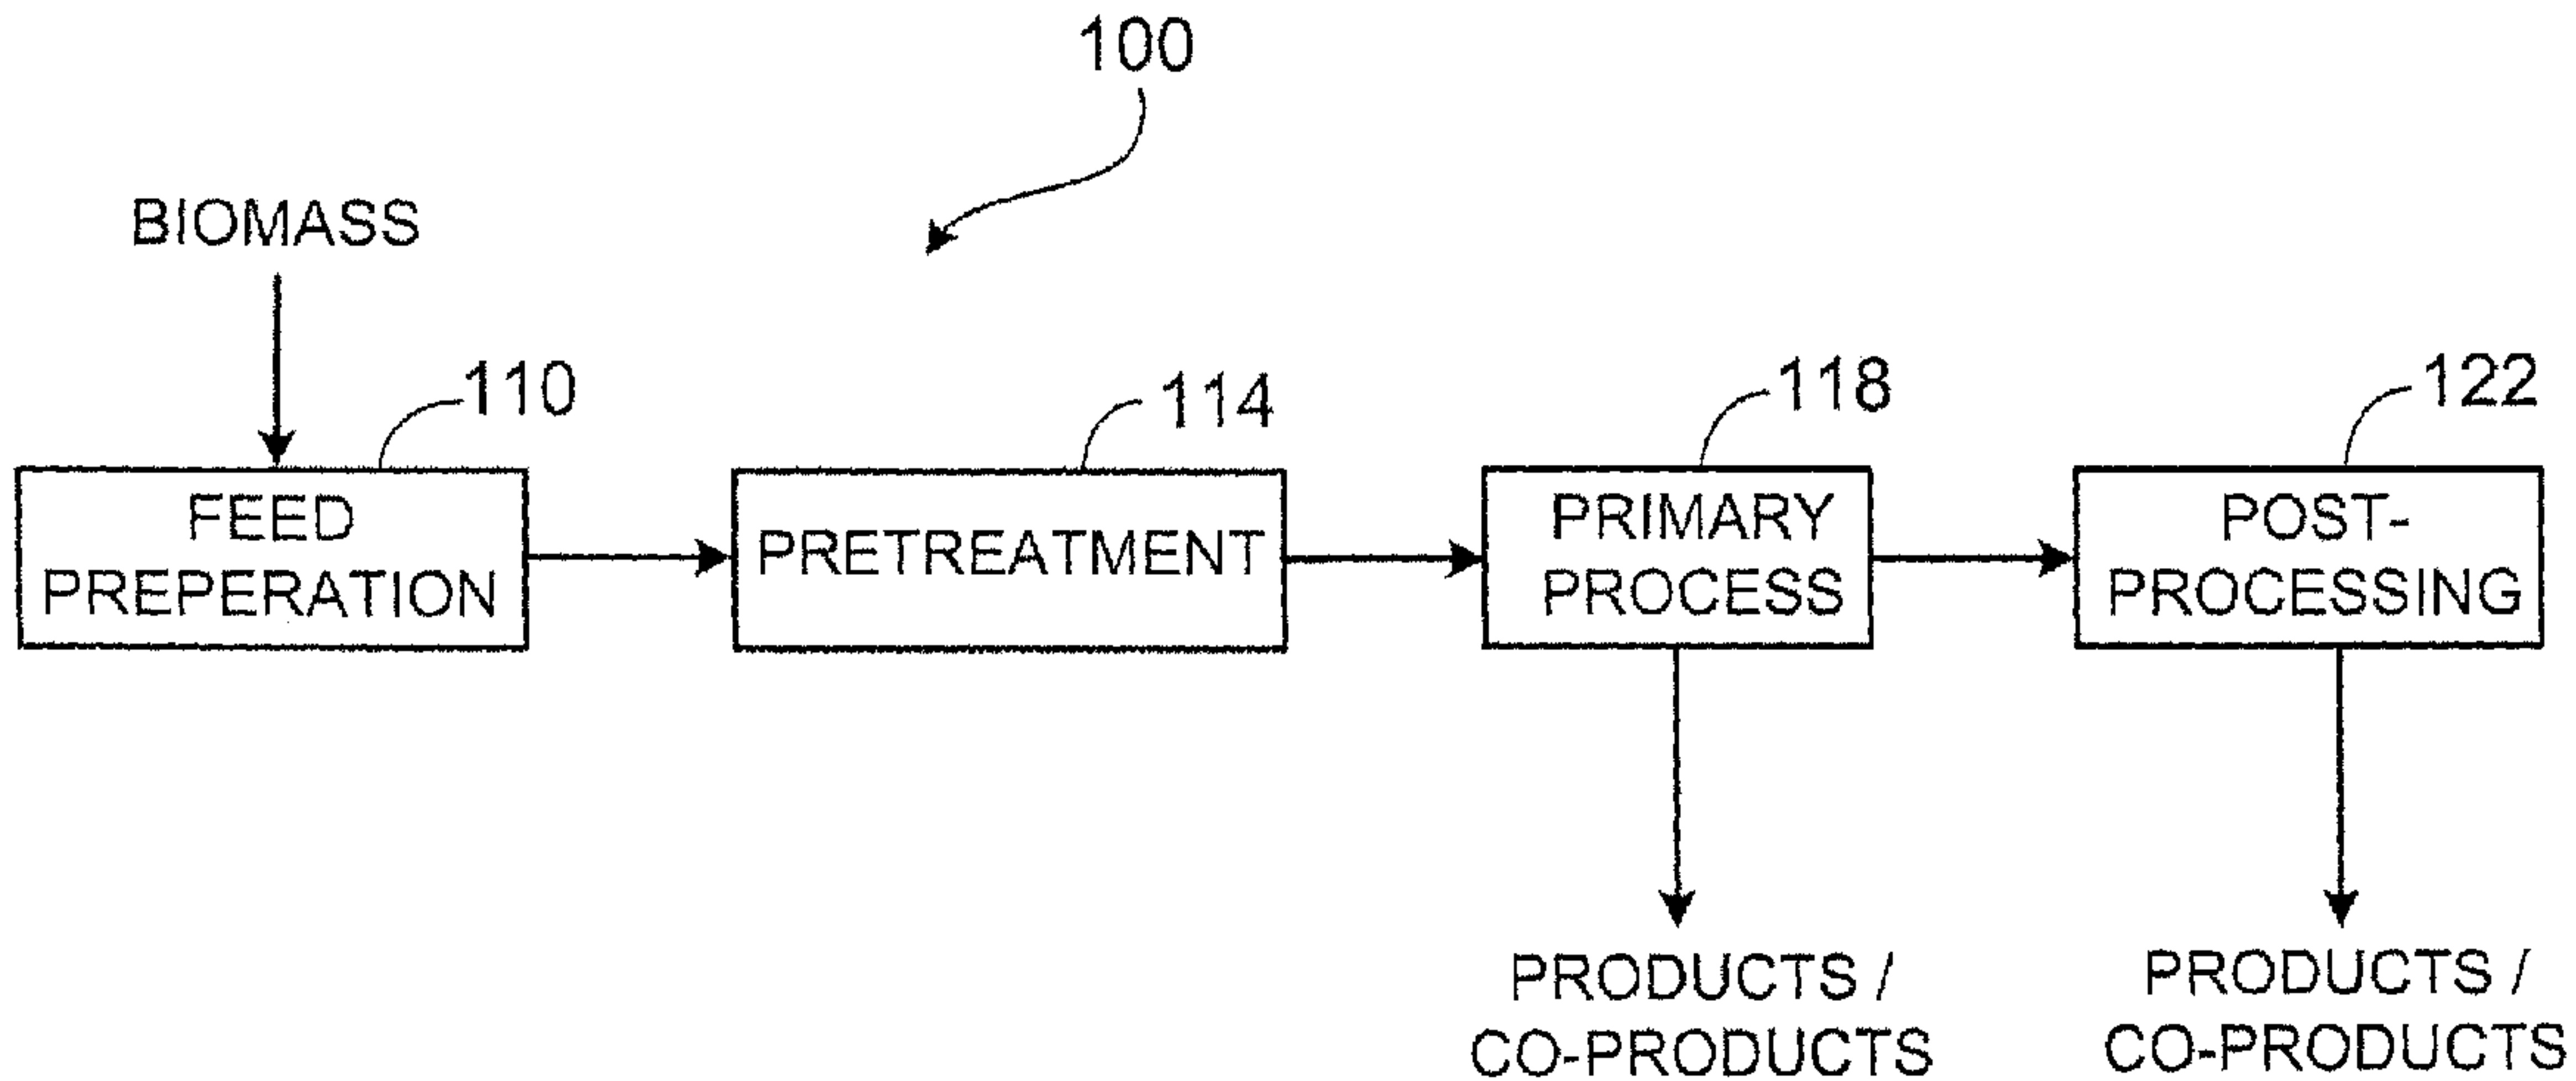 100
BIOMASS
110
114
118
122
FEED
PREPERATION
PRETREATMENT
PRIMARY
PROCESS
POST-
PROCESSING
PRODUCTS /
CO-PRODUCTS
PRODUCTS /
CO-PRODUCTS